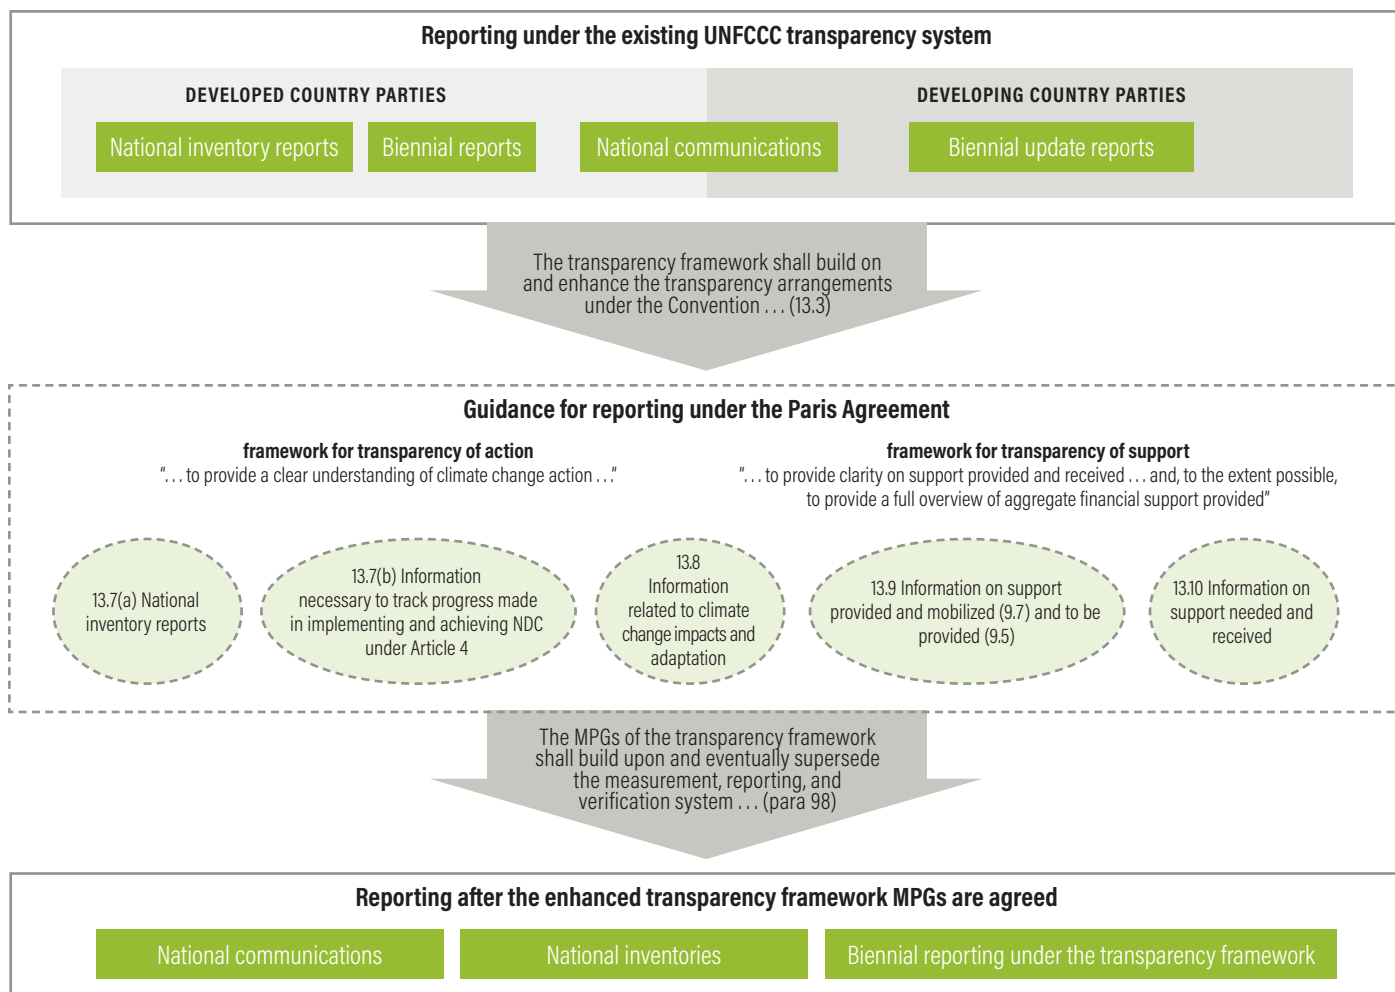 Reporting under the existing UNFCCC transparency system
DEVELOPED COUNTRY PARTIES
DEVELOPING COUNTRY PARTIES
National inventory reports
Biennial reports
National communications
Biennial update reports
The transparency framework shall build on
and enhance the transparency arrangements
under the Convention . . . (13.3)
Guidance for reporting under the Paris Agreement
framework for transparency of action
". . . to provide a clear understanding of climate change action . . ."
framework for transparency of support
". . . to provide clarity on support provided and received . . . and, to the extent possible,
to provide a full overview of aggregate financial support provided"
13.7(a) National
inventory reports
13.7(b) Information
necessary to track progress made
in implementing and achieving NDC
under Article 4
13.8
Information
related to climate
change impacts and
adaptation
13.9 Information on support
provided and mobilized (9.7) and to be
provided (9.5)
13.10 Information on
support needed and
received
The MPGs of the transparency framework
shall build upon and eventually supersede
the measurement, reporting, and
verification system . . . (para 98)
Reporting after the enhanced transparency framework MPGs are agreed
National communications
National inventories
Biennial reporting under the transparency framework